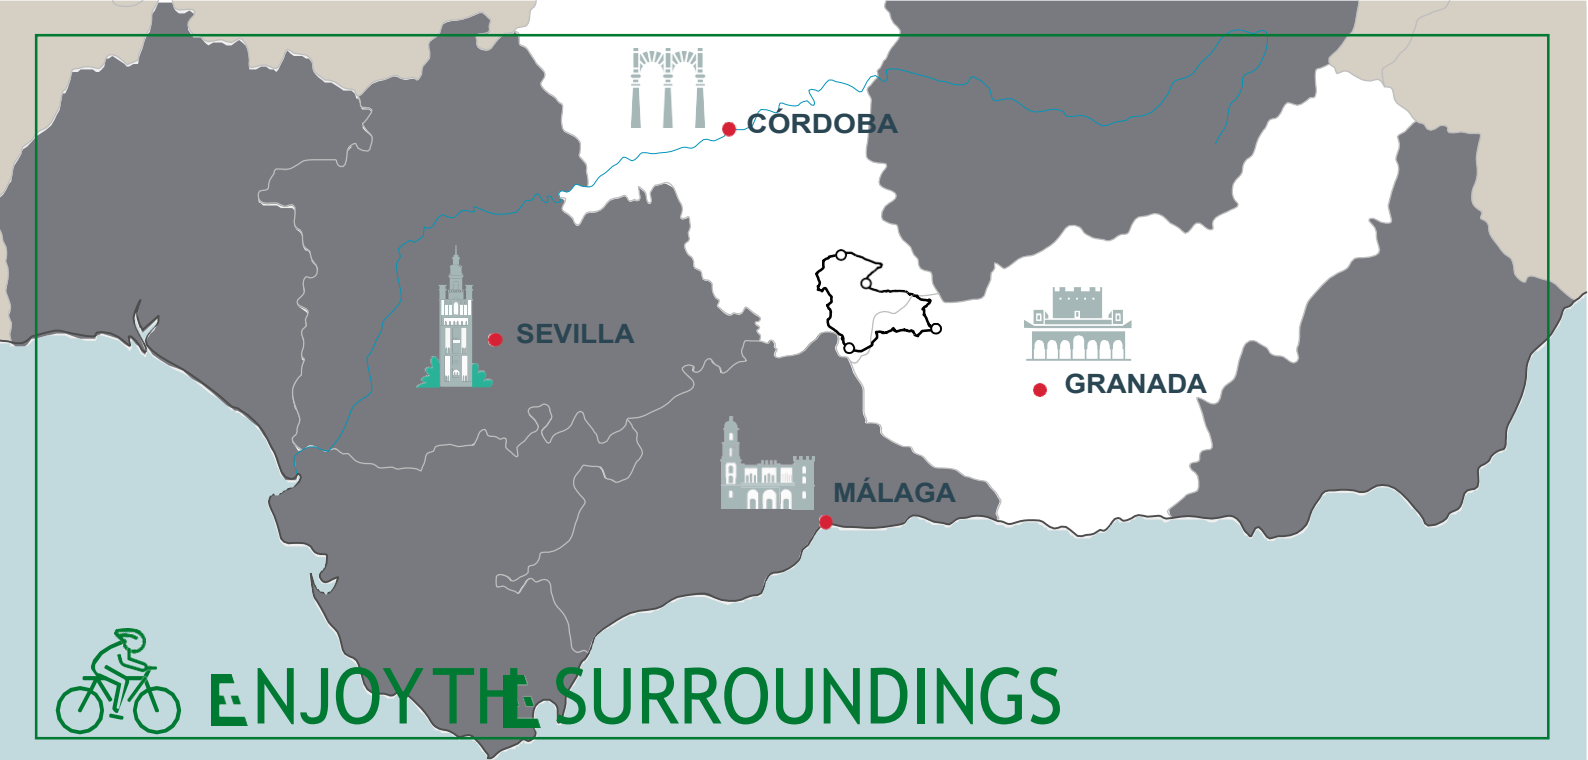 CÓRDOBA
SEVILLA
GRANADA
MÁLAGA
ENJOY THE SURROUNDINGS